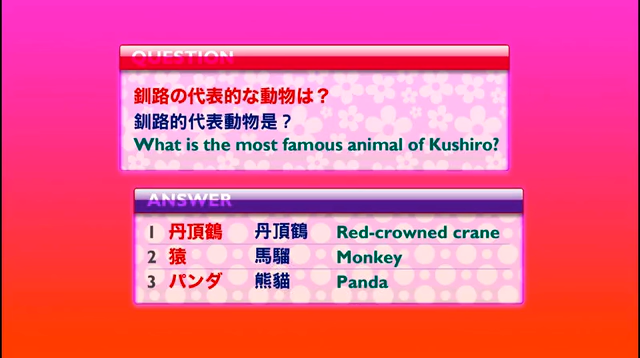 QUESTION
釧路の代表的な動物は？
釧路的代表動物是？
What is the most famous animal of Kushiro?
ANSWER
1 丹頂鶴 丹頂鶴 Red-crowned crane
2 猿 馬騮 Monkey
3 パンダ 熊貓 Panda